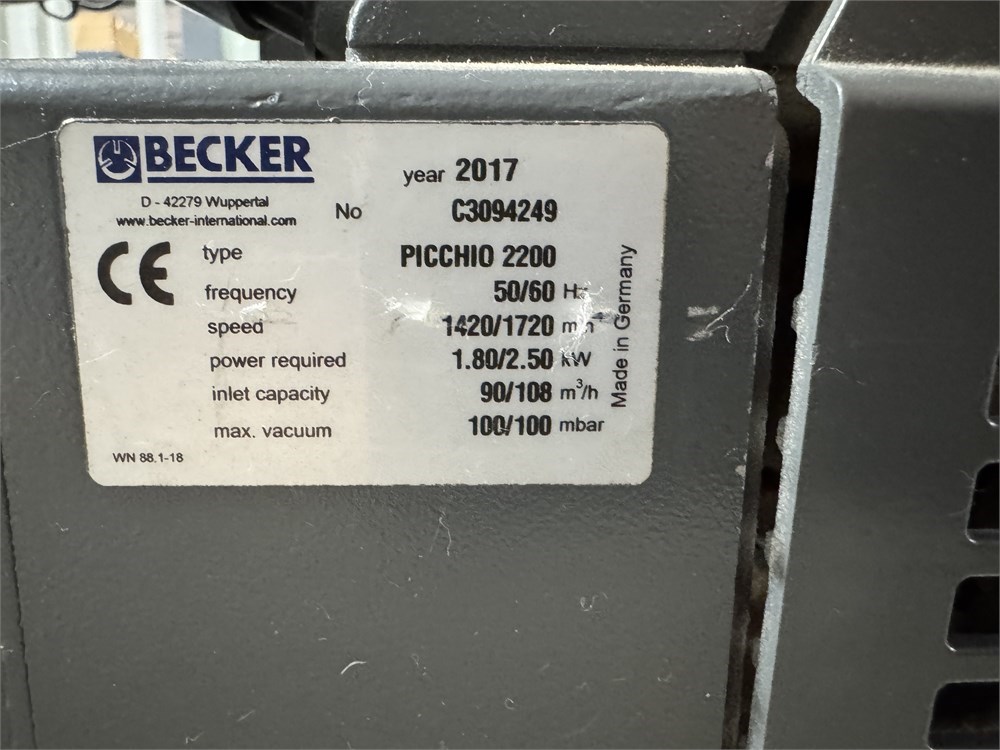 BECKER
year 2017
D - 42279 Wuppertal
www.becker-international.com
No C3094249
CE
type PICCHIO 2200
frequency 50/60 Hz
speed 1420/1720 min
power required 1.80/2.50 kW
inlet capacity 90/108 m³/h
max. vacuum 100/100 mbar
Made in Germany
WN 88.1-18